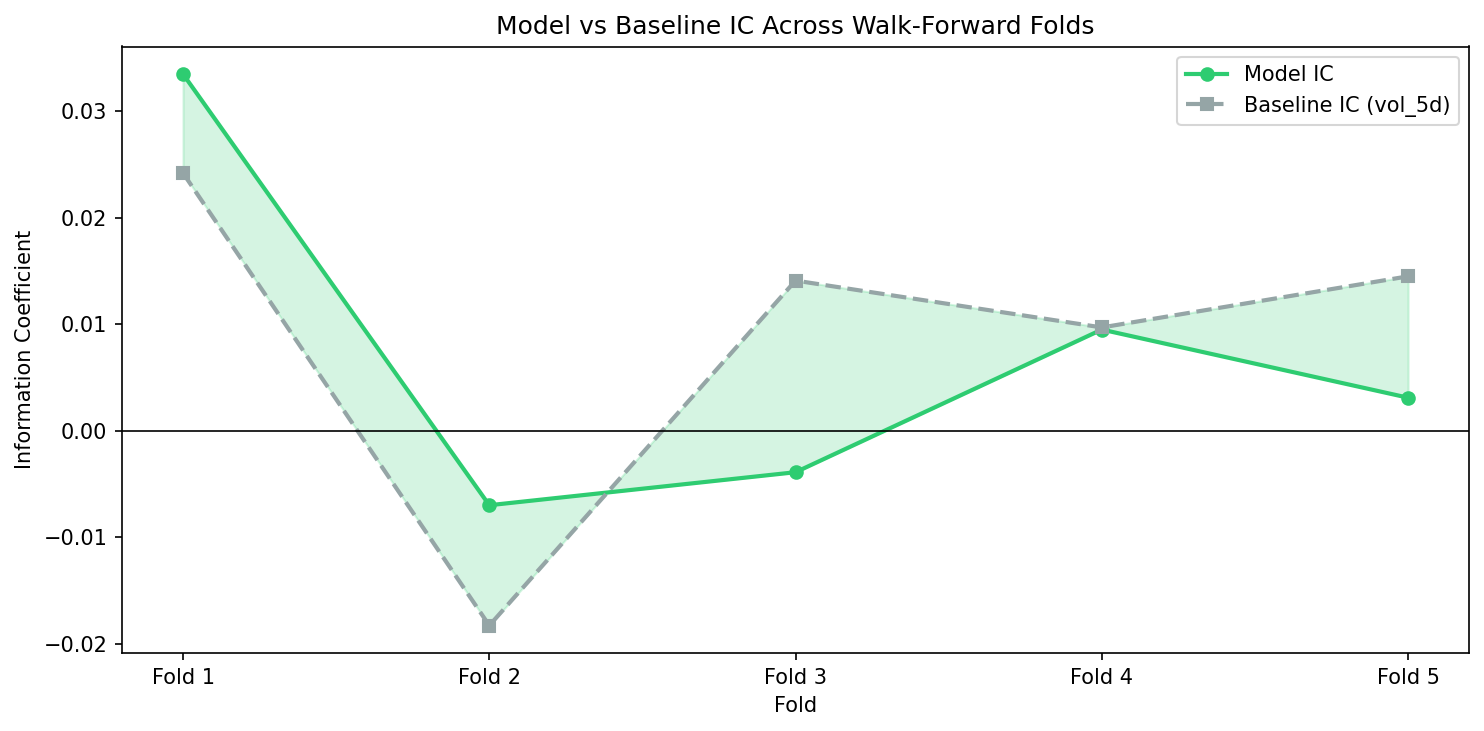 Model vs Baseline IC Across Walk-Forward Folds
Model IC
Baseline IC (vol_5d)
Information Coefficient
0.03
0.02
0.01
0.00
−0.01
−0.02
Fold 1
Fold 2
Fold 3
Fold 4
Fold 5
Fold